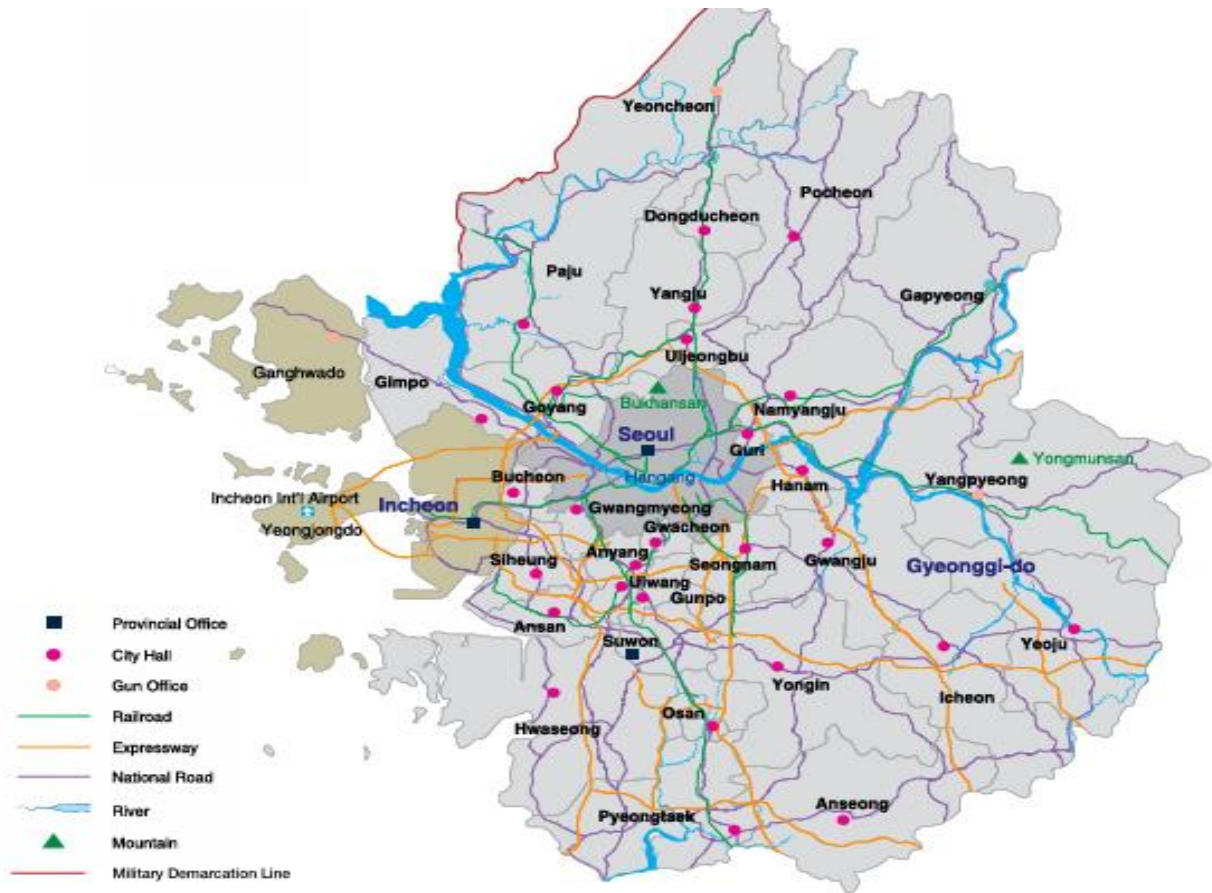 Yeoncheon
Pocheon
Dongducheon
Paju
Yangju
Gapyeong
Uijeongbu
Ganghwado
Gimpo
Bukhansan
Goyang
Namyangju
Seoul
Guri
Yongmunsan
Bucheon
Hangang
Hanam
Yangpyeong
Incheon Int'l Airport
Incheon
Gwangmyeong
Yeongjongdo
Gwacheon
Anyang
Siheung
Seongnam
Gwangju
Gyeonggi-do
Uiwang
Gunpo
Ansan
Suwon
Yeoju
Yongin
Icheon
Osan
Hwaseong
Anseong
Pyeongtaek
Provincial Office
City Hall
Gun Office
Railroad
Expressway
National Road
River
Mountain
Military Demarcation Line